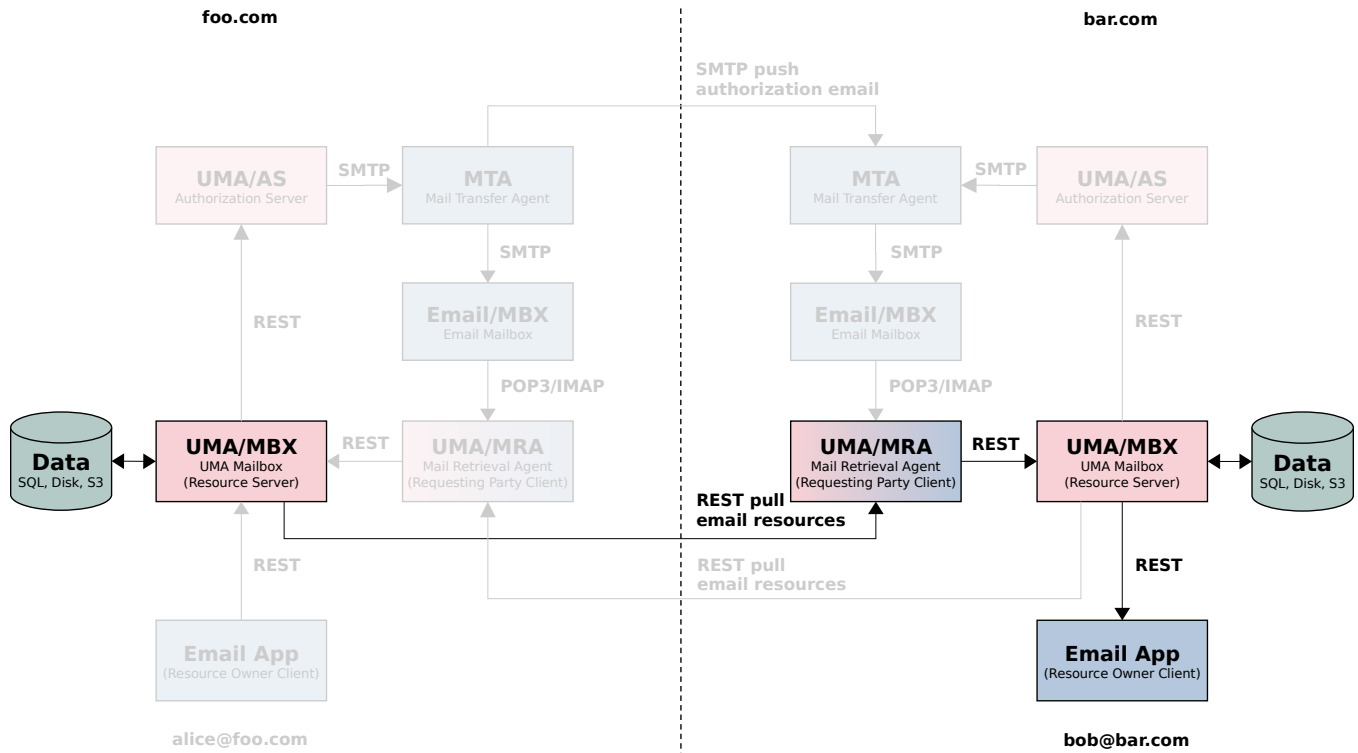 foo.com
bar.com
SMTP push
authorization email
UMA/AS
Authorization Server
SMTP
MTA
Mail Transfer Agent
MTA
Mail Transfer Agent
SMTP
UMA/AS
Authorization Server
SMTP
SMTP
REST
Email/MBX
Email Mailbox
Email/MBX
Email Mailbox
REST
POP3/IMAP
POP3/IMAP
Data
SQL, Disk, S3
UMA/MBX
UMA Mailbox
(Resource Server)
REST
UMA/MRA
Mail Retrieval Agent
(Requesting Party Client)
UMA/MRA
Mail Retrieval Agent
(Requesting Party Client)
REST
UMA/MBX
UMA Mailbox
(Resource Server)
Data
SQL, Disk, S3
REST pull
email resources
REST
REST pull
email resources
REST
Email App
(Resource Owner Client)
Email App
(Resource Owner Client)
alice@foo.com
bob@bar.com